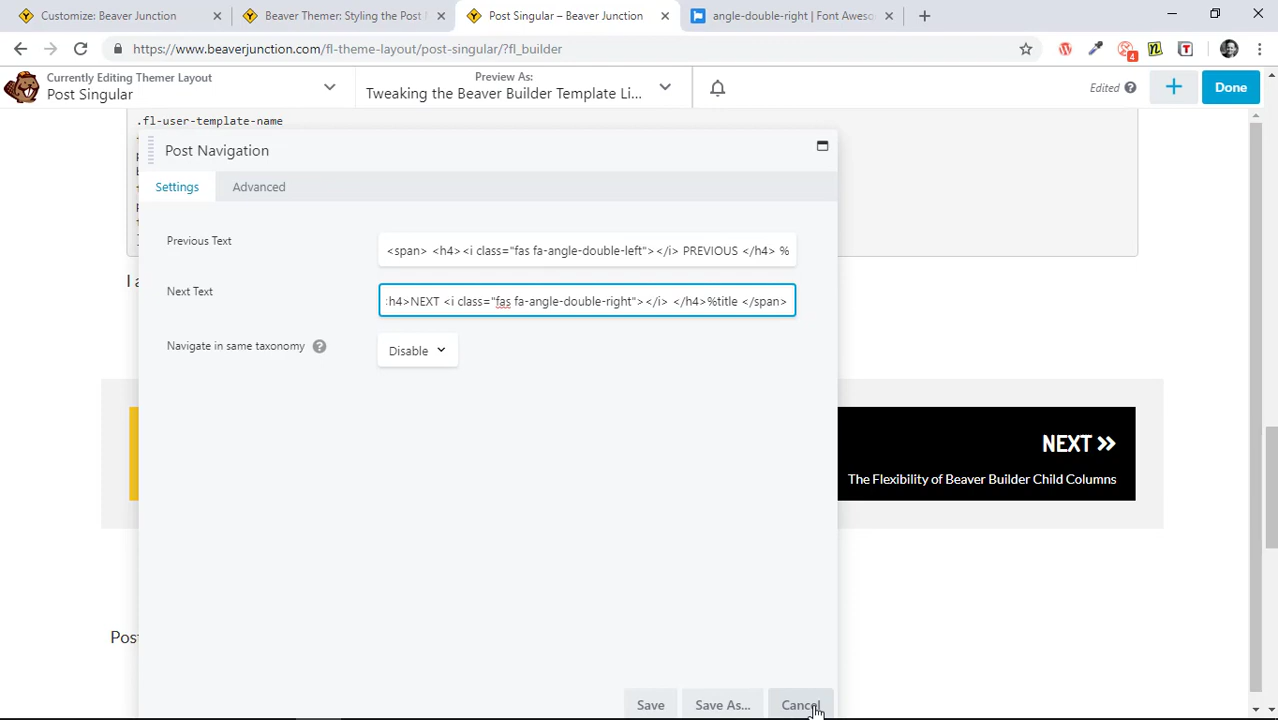 Customize: Beaver Junction
Beaver Themer: Styling the Post
Post Singular – Beaver Junction
angle-double-right | Font Aweso
https://www.beaverjunction.com/fl-theme-layout/post-singular/?fl_builder
4
Currently Editing Themer Layout
Post Singular
Preview As:
Tweaking the Beaver Builder Template Li...
Edited
Done
.fl-user-template-name
Post Navigation
Settings
Advanced
Previous Text
<span> <h4><i class="fas fa-angle-double-left"></i> PREVIOUS </h4> %
Next Text
h4>NEXT <i class="fas fa-angle-double-right"></i> </h4>%title </span>
Navigate in same taxonomy
Disable
I a
NEXT
The Flexibility of Beaver Builder Child Columns
Post
Save
Save As...
Cancel